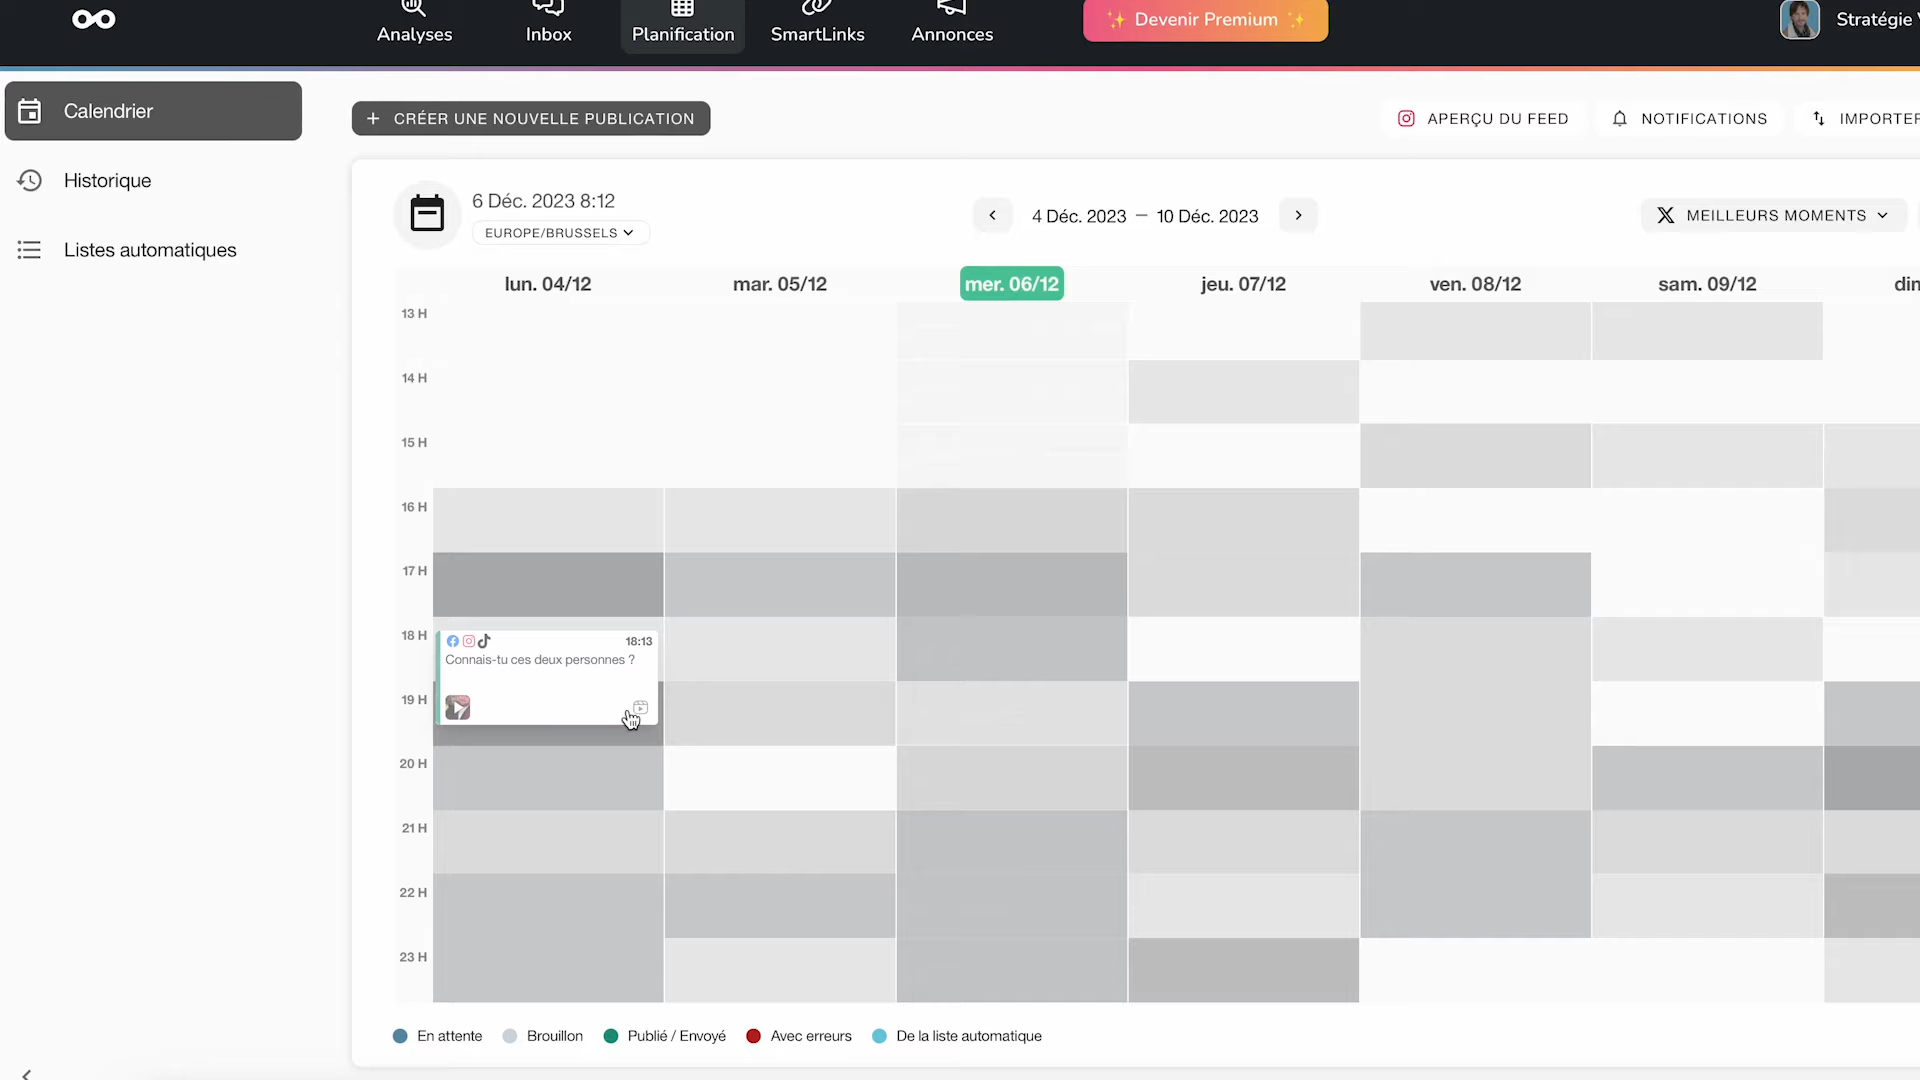 Analyses
Inbox
Planification
SmartLinks
Annonces
✨ Devenir Premium ✨
Stratégie
Calendrier
Historique
Listes automatiques
+ CRÉER UNE NOUVELLE PUBLICATION
APERÇU DU FEED
NOTIFICATIONS
IMPORTER
6 Déc. 2023 8:12
EUROPE/BRUSSELS
4 Déc. 2023 – 10 Déc. 2023
MEILLEURS MOMENTS
lun. 04/12
mar. 05/12
mer. 06/12
jeu. 07/12
ven. 08/12
sam. 09/12
dim
13 H
14 H
15 H
16 H
17 H
18 H
18:13
Connais-tu ces deux personnes ?
19 H
20 H
21 H
22 H
23 H
En attente
Brouillon
Publié / Envoyé
Avec erreurs
De la liste automatique